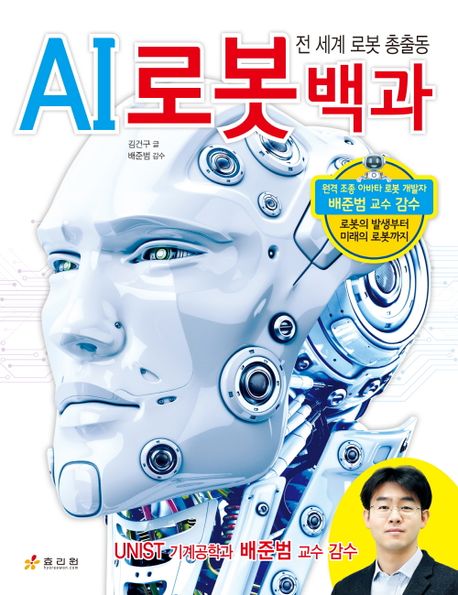 전 세계 로봇 총출동
AI 로봇 백과
김건구 글
배준범 감수
원격 조종 아바타 로봇 개발자
배준범 교수 감수
로봇의 발생부터
미래의 로봇까지
UNIST 기계공학과 배준범 교수 감수
효리원
hyoreewon.com